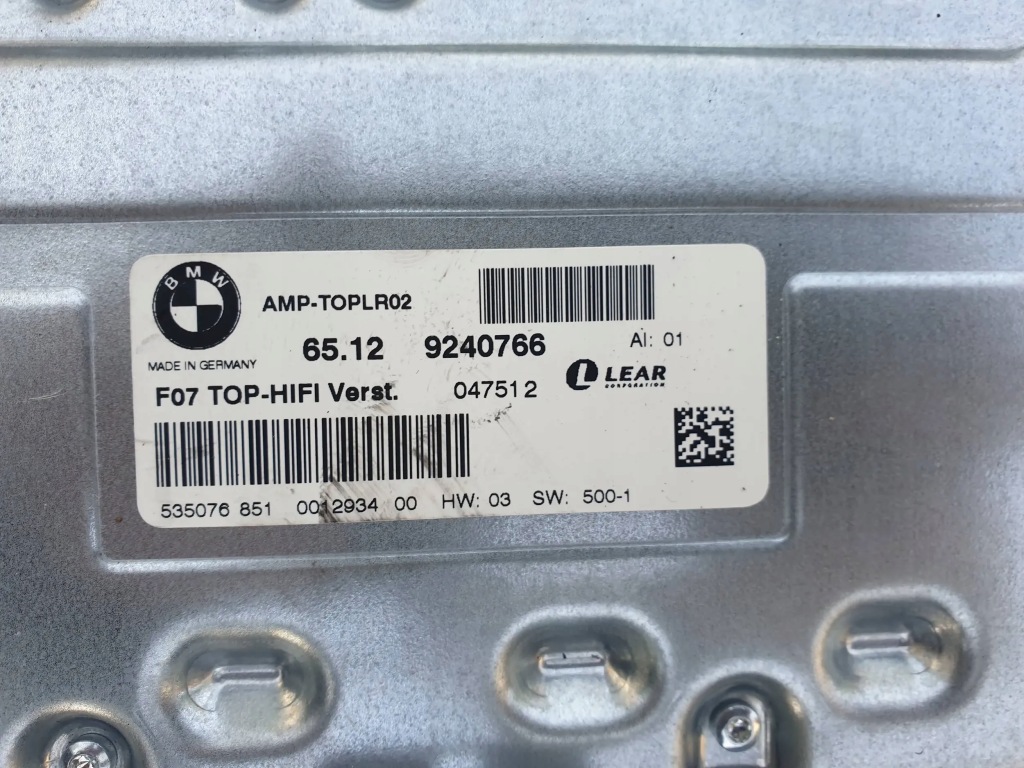 BMW
AMP-TOPLR02
MADE IN GERMANY
65.12 9240766
AI: 01
F07 TOP-HIFI Verst. 047512
LEAR
CORPORATION
535076 851 0012934 00 HW: 03 SW: 500-1